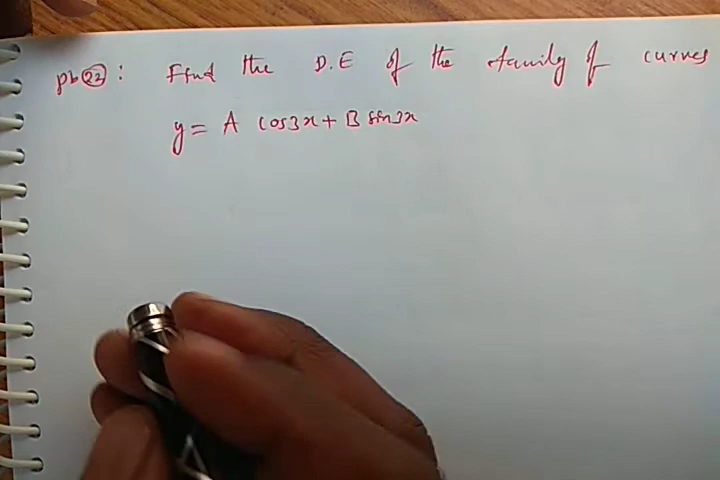 pb 22 : Find the D.E of the family of curves
y = A cos3x + B sin3x